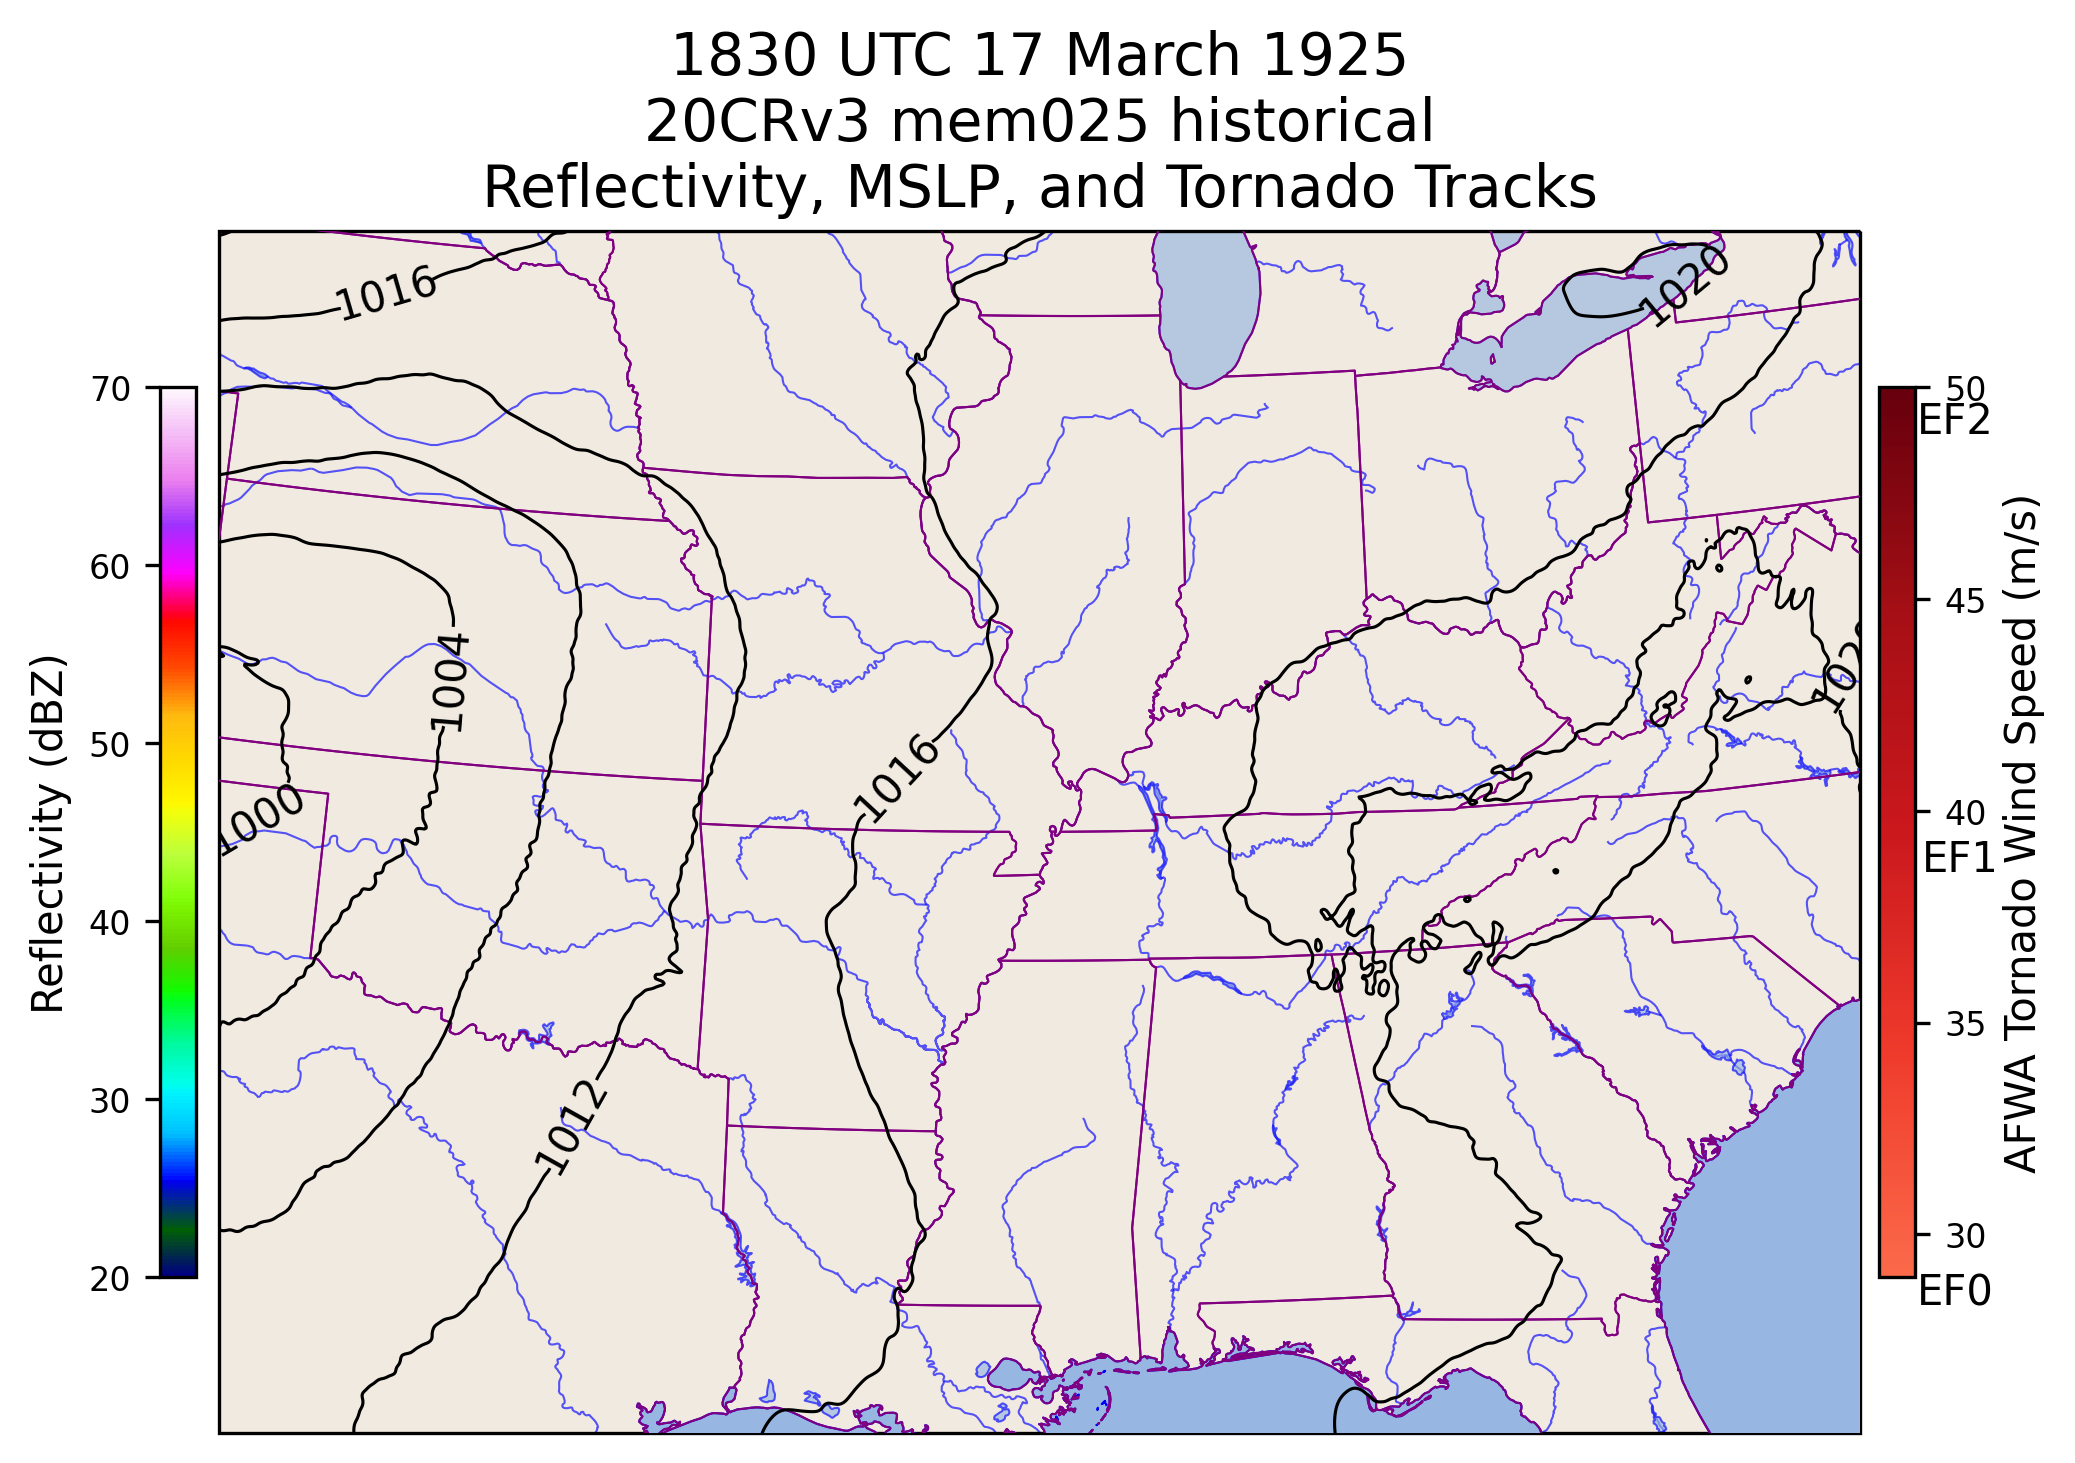 1830 UTC 17 March 1925
20CRv3 mem025 historical
Reflectivity, MSLP, and Tornado Tracks
1016
1020
1004
1016
1000
1012
70
60
50
40
30
20
Reflectivity (dBZ)
50
EF2
45
40
EF1
35
30
EF0
AFWA Tornado Wind Speed (m/s)